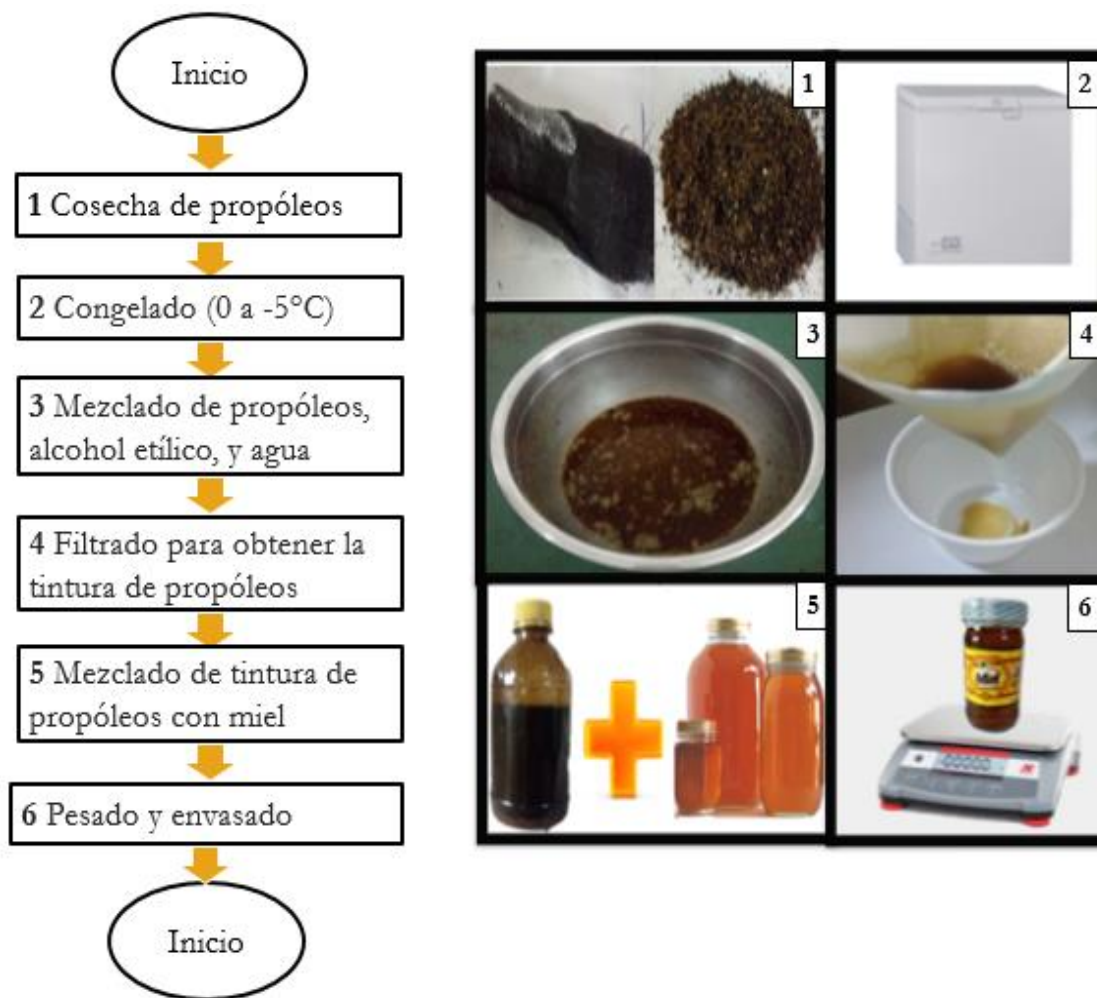 Inicio
1 Cosecha de propóleos
2 Congelado (0 a -5°C)
3 Mezclado de propóleos,
alcohol etílico, y agua
4 Filtrado para obtener la
tintura de propóleos
5 Mezclado de tintura de
propóleos con miel
6 Pesado y envasado
Inicio
1
2
3
4
5
6